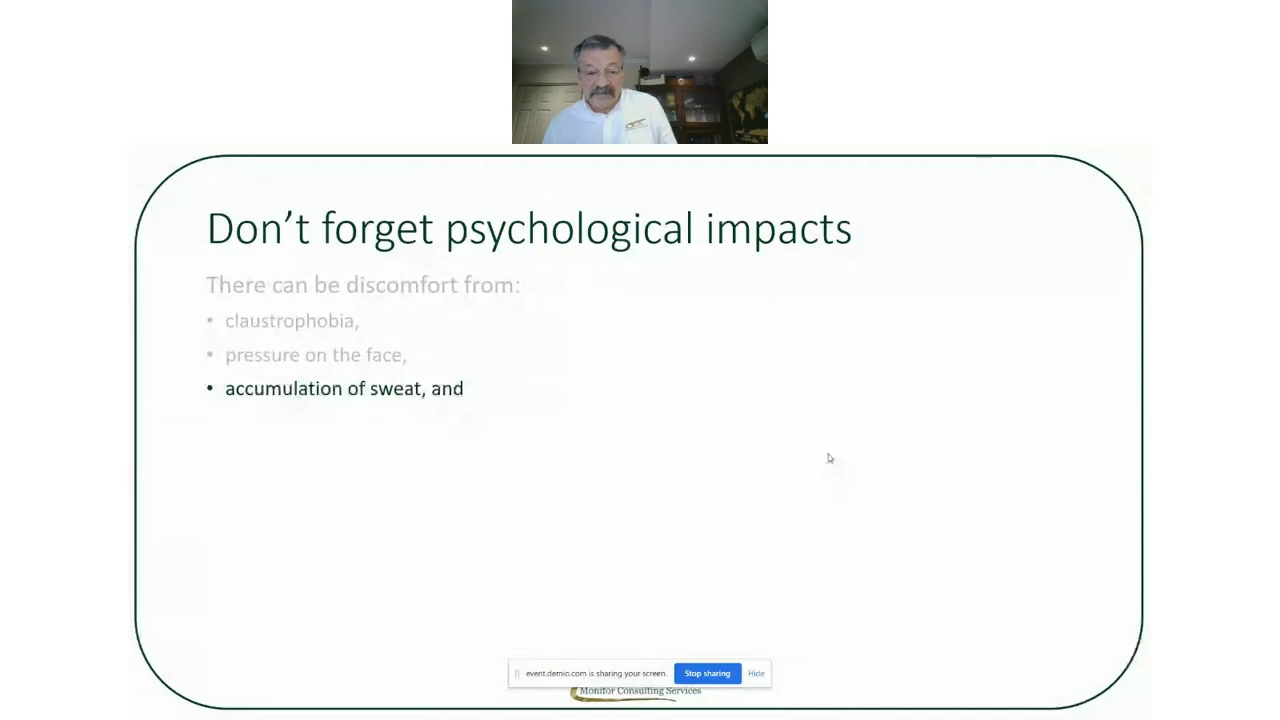 Don't forget psychological impacts
There can be discomfort from:
• claustrophobia,
• pressure on the face,
• accumulation of sweat, and
event.demio.com is sharing your screen.
Stop sharing
Hide
Monitor Consulting Services